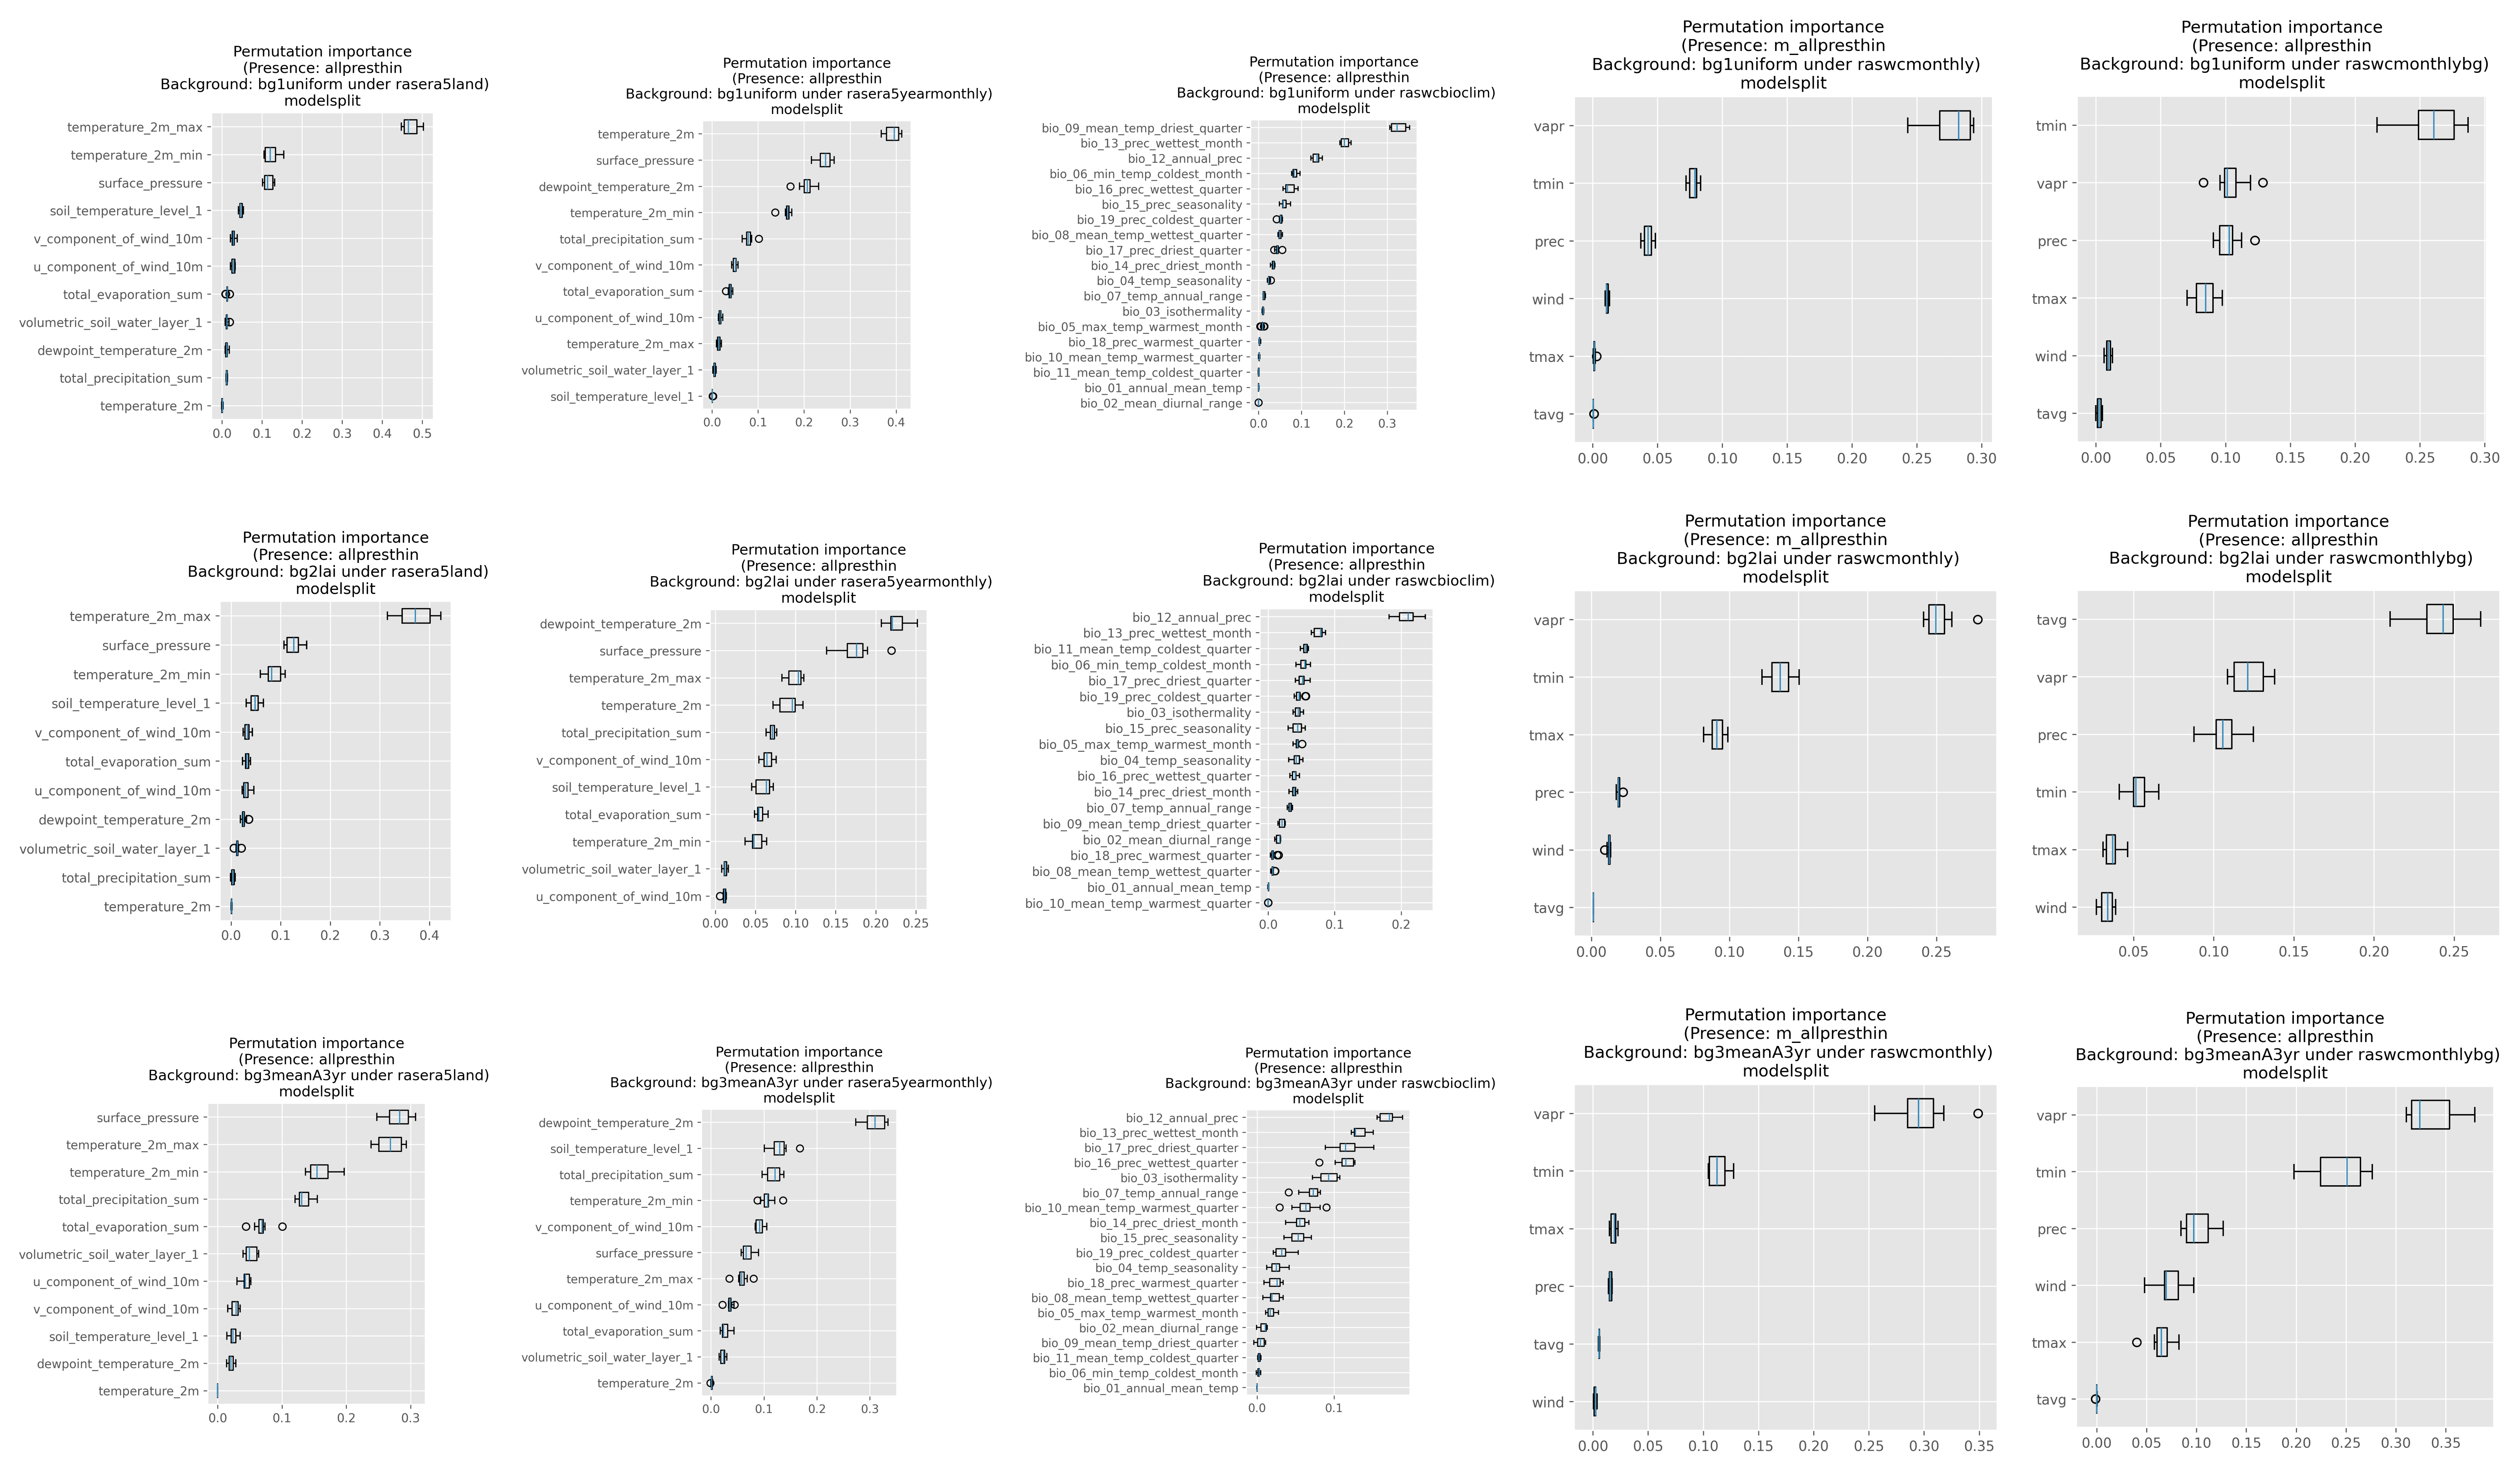 Permutation importance
(Presence: allpresthin
Background: bg1uniform under rasera5land)
modelsplit
temperature_2m_max
temperature_2m_min
surface_pressure
soil_temperature_level_1
v_component_of_wind_10m
u_component_of_wind_10m
total_evaporation_sum
volumetric_soil_water_layer_1
dewpoint_temperature_2m
total_precipitation_sum
temperature_2m
0.0 0.1 0.2 0.3 0.4 0.5
Permutation importance
(Presence: allpresthin
Background: bg1uniform under rasera5yearmonthly)
modelsplit
temperature_2m
surface_pressure
dewpoint_temperature_2m
temperature_2m_min
total_precipitation_sum
v_component_of_wind_10m
total_evaporation_sum
u_component_of_wind_10m
temperature_2m_max
volumetric_soil_water_layer_1
soil_temperature_level_1
0.0 0.1 0.2 0.3 0.4
Permutation importance
(Presence: allpresthin
Background: bg1uniform under raswcbioclim)
modelsplit
bio_09_mean_temp_driest_quarter
bio_13_prec_wettest_month
bio_12_annual_prec
bio_06_min_temp_coldest_month
bio_16_prec_wettest_quarter
bio_15_prec_seasonality
bio_19_prec_coldest_quarter
bio_08_mean_temp_wettest_quarter
bio_17_prec_driest_quarter
bio_14_prec_driest_month
bio_04_temp_seasonality
bio_07_temp_annual_range
bio_03_isothermality
bio_05_max_temp_warmest_month
bio_18_prec_warmest_quarter
bio_10_mean_temp_warmest_quarter
bio_11_mean_temp_coldest_quarter
bio_01_annual_mean_temp
bio_02_mean_diurnal_range
0.0 0.1 0.2 0.3
Permutation importance
(Presence: m_allpresthin
Background: bg1uniform under raswcmonthly)
modelsplit
vapr
tmin
prec
wind
tmax
tavg
0.00 0.05 0.10 0.15 0.20 0.25 0.30
Permutation importance
(Presence: allpresthin
Background: bg1uniform under raswcmonthlybg)
modelsplit
tmin
vapr
prec
tmax
wind
tavg
0.00 0.05 0.10 0.15 0.20 0.25 0.30
Permutation importance
(Presence: allpresthin
Background: bg2lai under rasera5land)
modelsplit
temperature_2m_max
surface_pressure
temperature_2m_min
soil_temperature_level_1
v_component_of_wind_10m
total_evaporation_sum
u_component_of_wind_10m
dewpoint_temperature_2m
volumetric_soil_water_layer_1
total_precipitation_sum
temperature_2m
0.0 0.1 0.2 0.3 0.4
Permutation importance
(Presence: allpresthin
Background: bg2lai under rasera5yearmonthly)
modelsplit
dewpoint_temperature_2m
surface_pressure
temperature_2m_max
temperature_2m
total_precipitation_sum
v_component_of_wind_10m
soil_temperature_level_1
total_evaporation_sum
temperature_2m_min
volumetric_soil_water_layer_1
u_component_of_wind_10m
0.00 0.05 0.10 0.15 0.20 0.25
Permutation importance
(Presence: allpresthin
Background: bg2lai under raswcbioclim)
modelsplit
bio_12_annual_prec
bio_13_prec_wettest_month
bio_11_mean_temp_coldest_quarter
bio_06_min_temp_coldest_month
bio_17_prec_driest_quarter
bio_19_prec_coldest_quarter
bio_03_isothermality
bio_15_prec_seasonality
bio_05_max_temp_warmest_month
bio_04_temp_seasonality
bio_16_prec_wettest_quarter
bio_14_prec_driest_month
bio_07_temp_annual_range
bio_09_mean_temp_driest_quarter
bio_02_mean_diurnal_range
bio_18_prec_warmest_quarter
bio_08_mean_temp_wettest_quarter
bio_01_annual_mean_temp
bio_10_mean_temp_warmest_quarter
0.0 0.1 0.2
Permutation importance
(Presence: m_allpresthin
Background: bg2lai under raswcmonthly)
modelsplit
vapr
tmin
tmax
prec
wind
tavg
0.00 0.05 0.10 0.15 0.20 0.25
Permutation importance
(Presence: allpresthin
Background: bg2lai under raswcmonthlybg)
modelsplit
tavg
vapr
prec
tmin
tmax
wind
0.05 0.10 0.15 0.20 0.25
Permutation importance
(Presence: allpresthin
Background: bg3meanA3yr under rasera5land)
modelsplit
surface_pressure
temperature_2m_max
temperature_2m_min
total_precipitation_sum
total_evaporation_sum
volumetric_soil_water_layer_1
u_component_of_wind_10m
v_component_of_wind_10m
soil_temperature_level_1
dewpoint_temperature_2m
temperature_2m
0.0 0.1 0.2 0.3
Permutation importance
(Presence: allpresthin
Background: bg3meanA3yr under rasera5yearmonthly)
modelsplit
dewpoint_temperature_2m
soil_temperature_level_1
total_precipitation_sum
temperature_2m_min
v_component_of_wind_10m
surface_pressure
temperature_2m_max
u_component_of_wind_10m
total_evaporation_sum
volumetric_soil_water_layer_1
temperature_2m
0.0 0.1 0.2 0.3
Permutation importance
(Presence: allpresthin
Background: bg3meanA3yr under raswcbioclim)
modelsplit
bio_12_annual_prec
bio_13_prec_wettest_month
bio_17_prec_driest_quarter
bio_16_prec_wettest_quarter
bio_03_isothermality
bio_07_temp_annual_range
bio_10_mean_temp_warmest_quarter
bio_14_prec_driest_month
bio_15_prec_seasonality
bio_19_prec_coldest_quarter
bio_04_temp_seasonality
bio_18_prec_warmest_quarter
bio_08_mean_temp_wettest_quarter
bio_05_max_temp_warmest_month
bio_02_mean_diurnal_range
bio_09_mean_temp_driest_quarter
bio_11_mean_temp_coldest_quarter
bio_06_min_temp_coldest_month
bio_01_annual_mean_temp
0.0 0.1
Permutation importance
(Presence: m_allpresthin
Background: bg3meanA3yr under raswcmonthly)
modelsplit
vapr
tmin
tmax
prec
tavg
wind
0.00 0.05 0.10 0.15 0.20 0.25 0.30 0.35
Permutation importance
(Presence: allpresthin
Background: bg3meanA3yr under raswcmonthlybg)
modelsplit
vapr
tmin
prec
wind
tmax
tavg
0.00 0.05 0.10 0.15 0.20 0.25 0.30 0.35